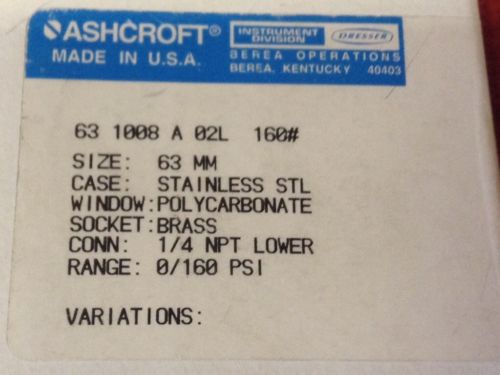 ASHCROFT®
MADE IN U.S.A.
INSTRUMENT
DIVISION
DRESSER
BEREA OPERATIONS
BEREA, KENTUCKY 40403
63 1008 A 02L 160#
SIZE: 63 MM
CASE: STAINLESS STL
WINDOW:POLYCARBONATE
SOCKET:BRASS
CONN: 1/4 NPT LOWER
RANGE: 0/160 PSI
VARIATIONS: